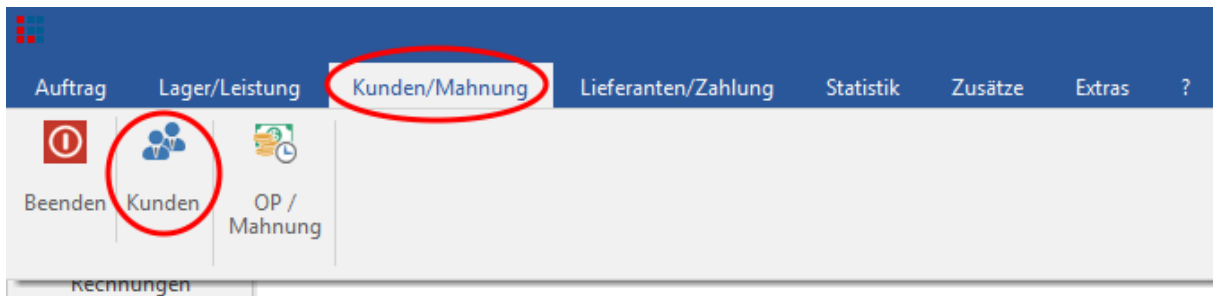 Auftrag Lager/Leistung Kunden/Mahnung Lieferanten/Zahlung Statistik Zusätze Extras ?
Beenden Kunden OP /
Mahnung
Rechnungen